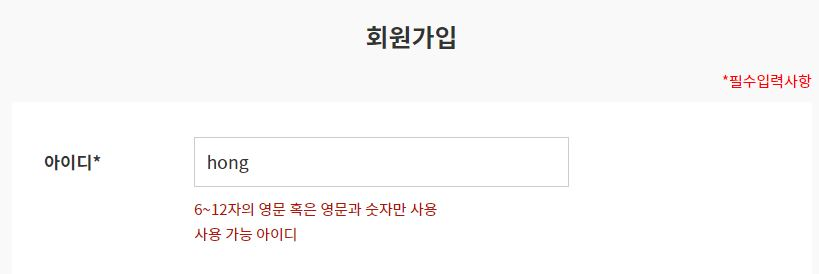 회원가입
*필수입력사항
아이디*
hong
6~12자의 영문 혹은 영문과 숫자만 사용
사용 가능 아이디